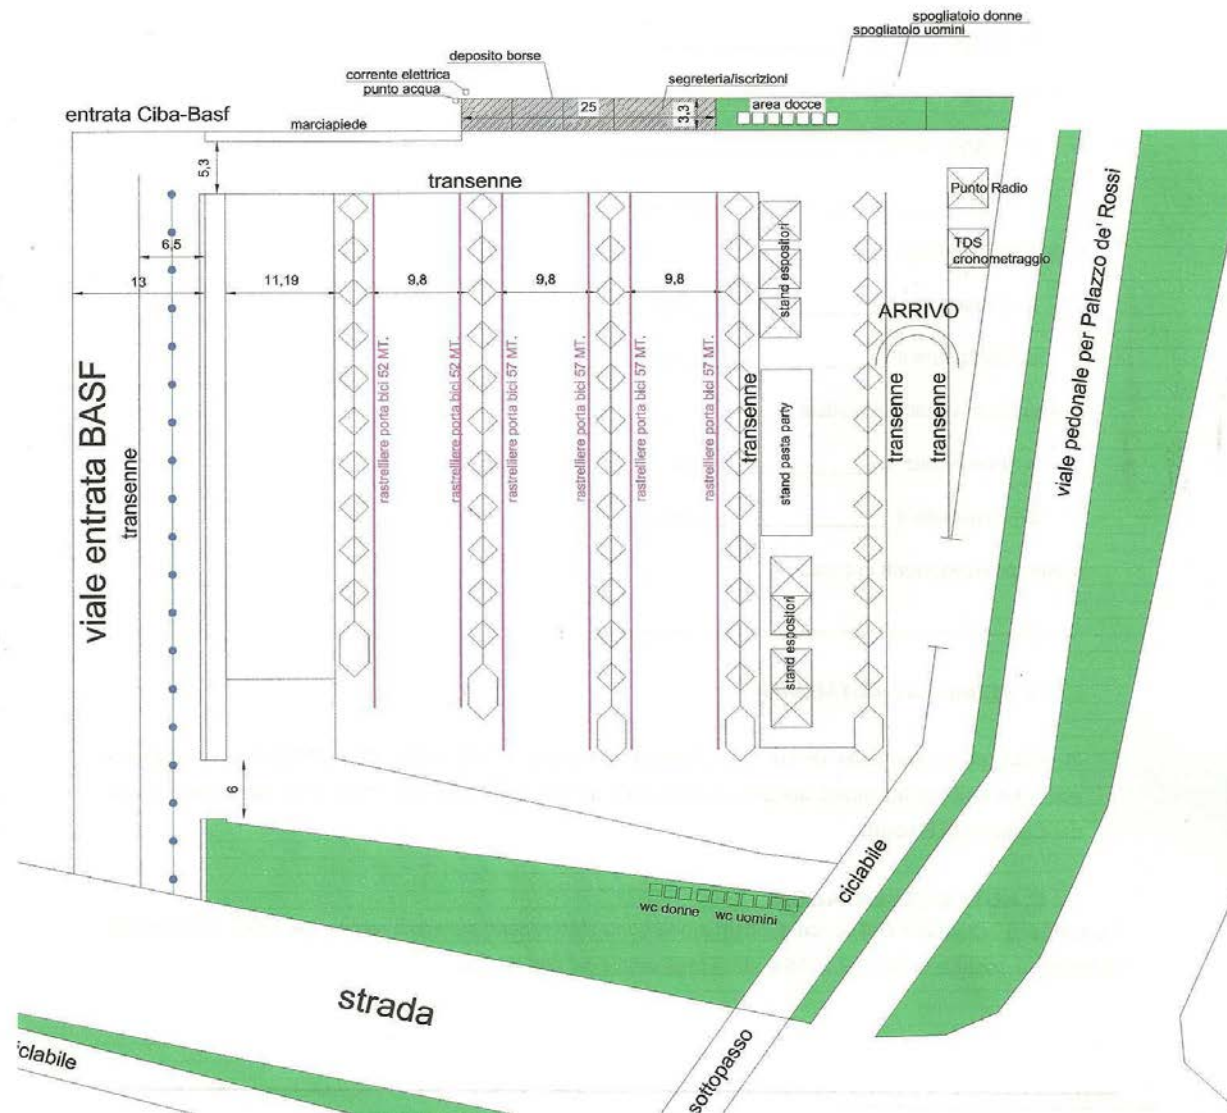 spogliatoio donne
spogliatoio uomini
deposito borse
corrente elettrica
segreteria/iscrizioni
punto acqua
entrata Ciba-Basf
marciapiede
25
3,3
area docce
5,3
transenne
Punto Radio
TDS
cronometraggio
6,5
13
11,19
9,8
9,8
9,8
stand espositori
ARRIVO
viale entrata BASF
transenne
rastrelliere porta bici 52 MT.
rastrelliere porta bici 52 MT.
rastrelliere porta bici 57 MT.
rastrelliere porta bici 57 MT.
rastrelliere porta bici 57 MT.
rastrelliere porta bici 57 MT.
transenne
stand pasta party
transenne
transenne
viale pedonale per Palazzo de' Rossi
stand espositori
6
ciclabile
wc donne
wc uomini
strada
iclabile
sottopasso